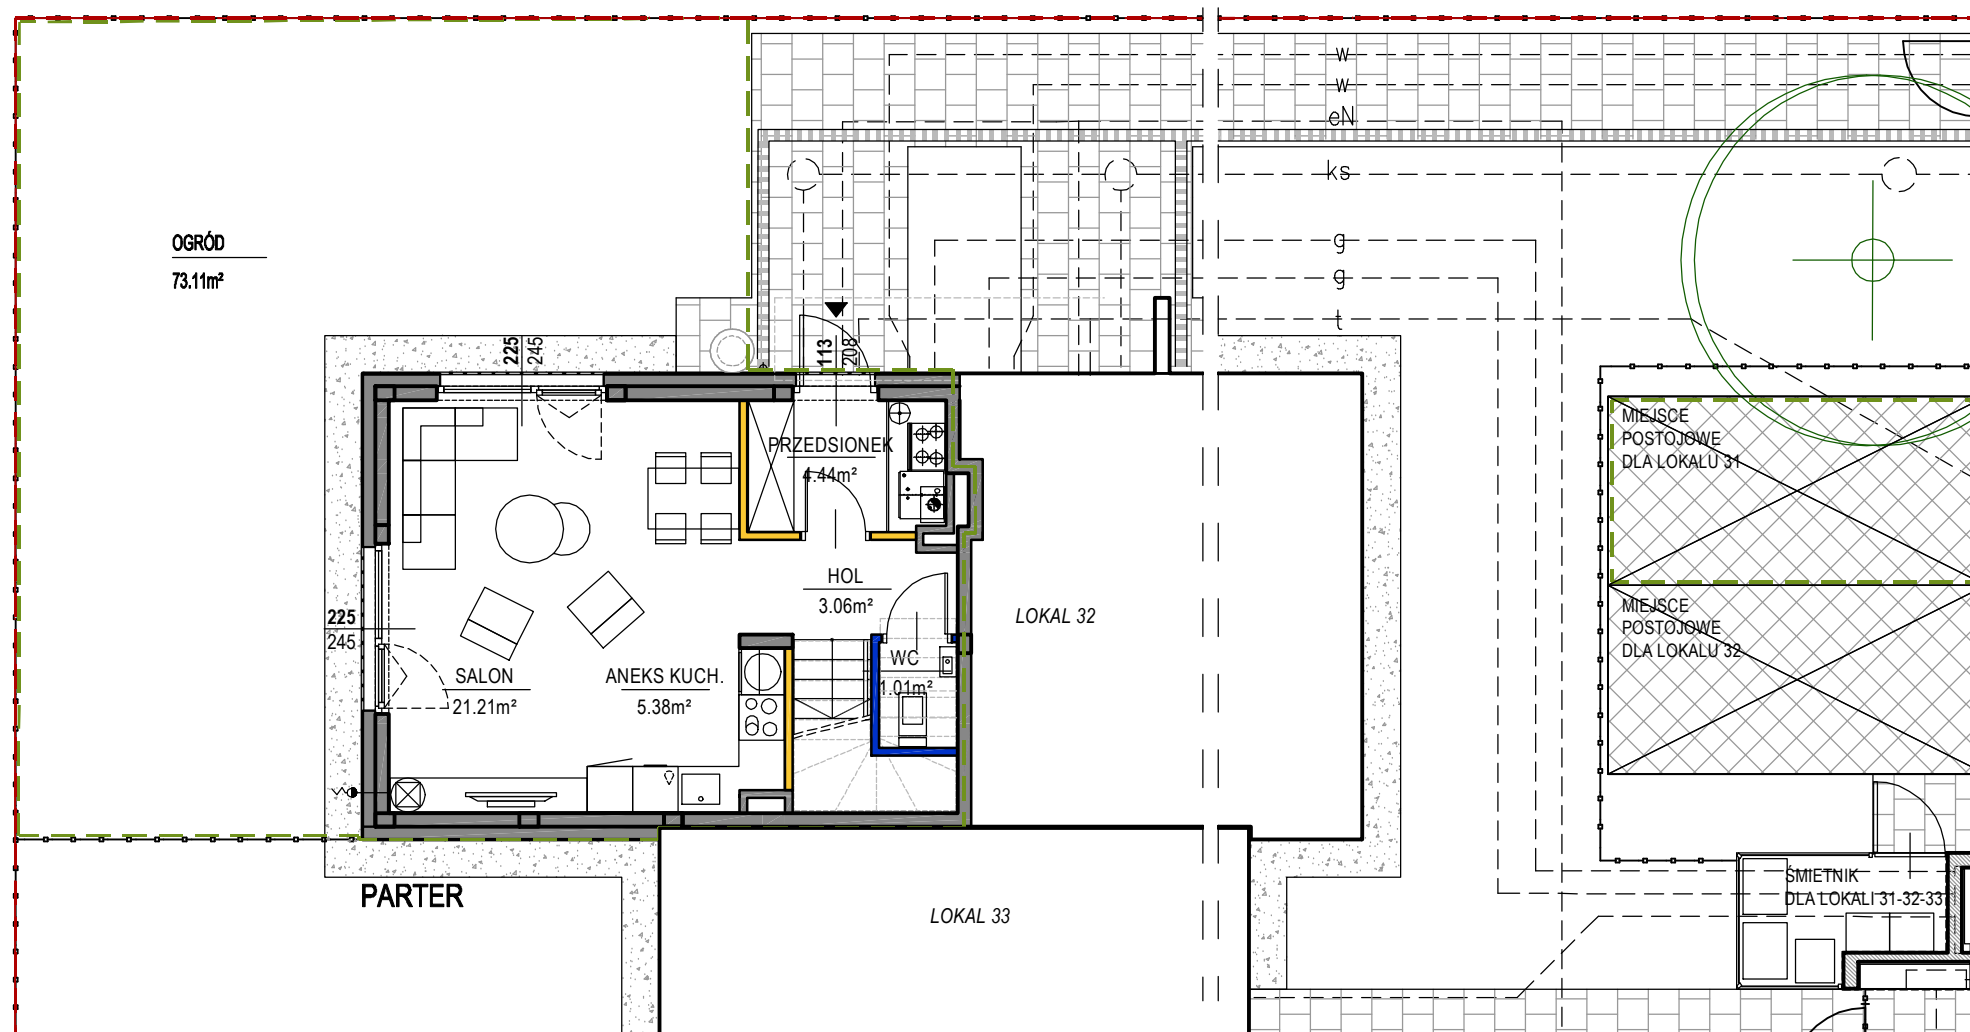 w
w
eN
ks
g
g
t
OGRÓD
73.11m²
225
245
113
208
PRZEDSIONEK
4.44m²
HOL
3.06m²
225
245
SALON
21.21m²
ANEKS KUCH.
5.38m²
WC
1.01m²
LOKAL 32
MIEJSCE
POSTOJOWE
DLA LOKALU 31
MIEJSCE
POSTOJOWE
DLA LOKALU 32
PARTER
LOKAL 33
ŚMIETNIK
DLA LOKALI 31-32-33